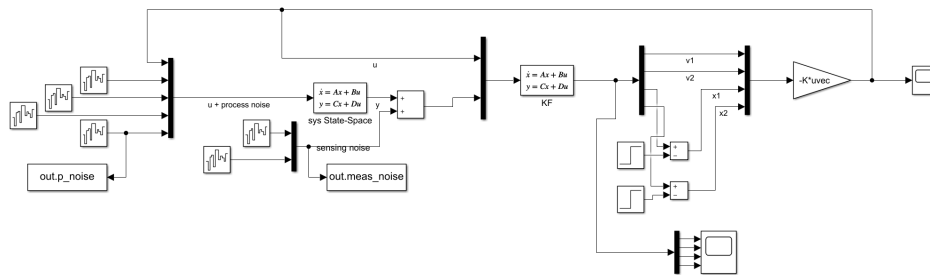 u
v1
v2
x1
x2
-K*uvec
u + process noise
ẋ = Ax + Bu
y = Cx + Du
sys State-Space
y
+
+
ẋ = Ax + Bu
y = Cx + Du
KF
sensing noise
out.p_noise
out.meas_noise
+
−
+
−